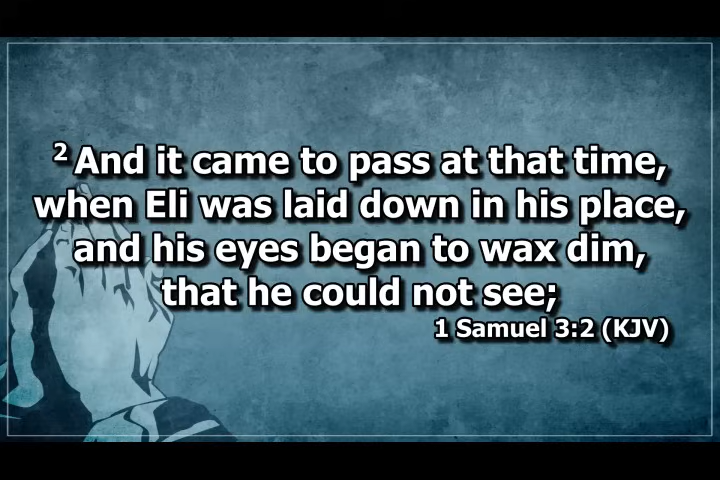 2 And it came to pass at that time,
when Eli was laid down in his place,
and his eyes began to wax dim,
that he could not see;
1 Samuel 3:2 (KJV)